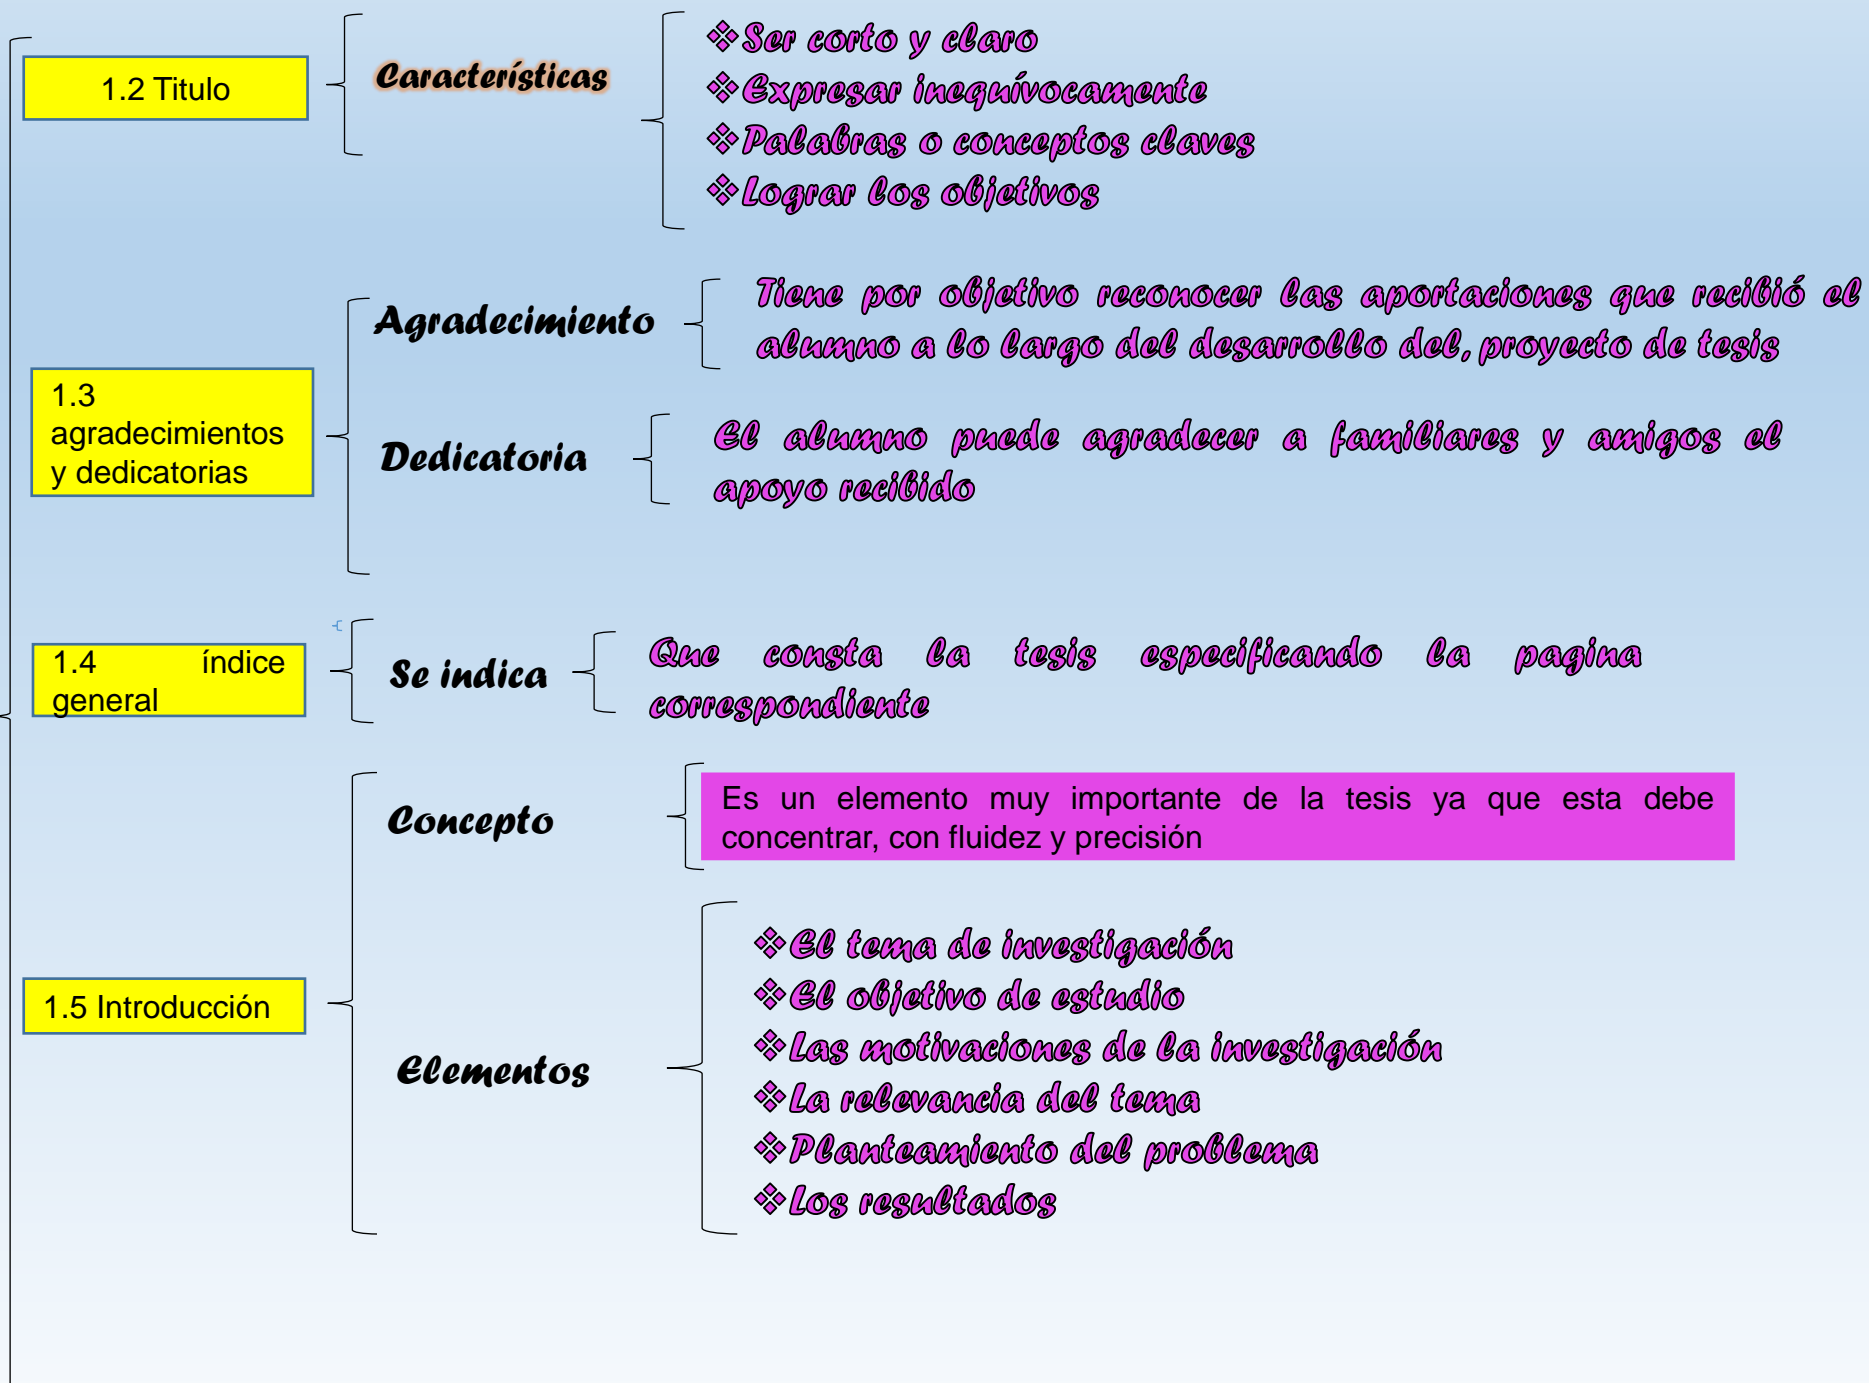 1.2 Titulo
Características
❖Ser corto y claro
❖Expresar inequívocamente
❖Palabras o conceptos claves
❖Lograr los objetivos
1.3
agradecimientos
y dedicatorias
Agradecimiento
Tiene por objetivo reconocer las aportaciones que recibió el
alumno a lo largo del desarrollo del, proyecto de tesis
Dedicatoria
El alumno puede agradecer a familiares y amigos el
apoyo recibido
1.4 índice
general
Se indica
Que consta la tesis especificando la pagina
correspondiente
1.5 Introducción
Concepto
Es un elemento muy importante de la tesis ya que esta debe
concentrar, con fluidez y precisión
Elementos
❖El tema de investigación
❖El objetivo de estudio
❖Las motivaciones de la investigación
❖La relevancia del tema
❖Planteamiento del problema
❖Los resultados